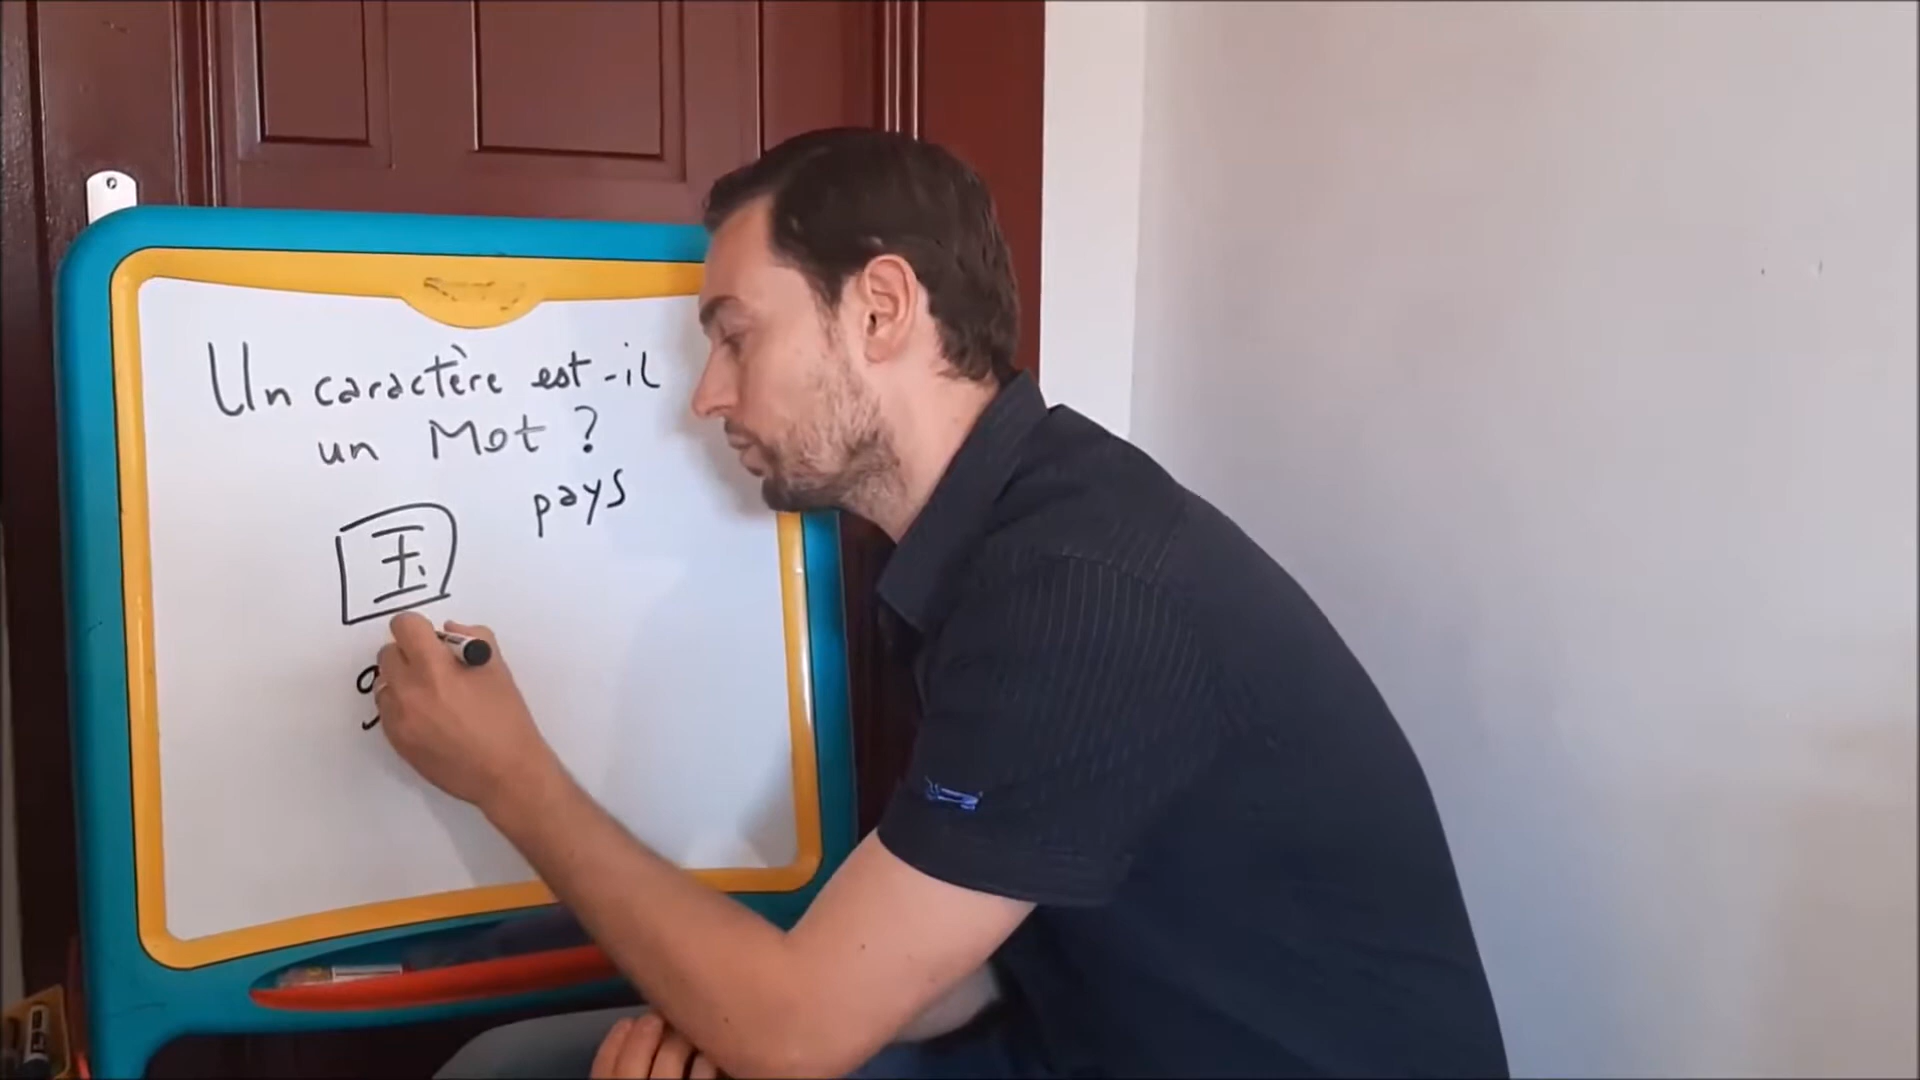 Un caractère est-il
un Mot ?
pays
国
g